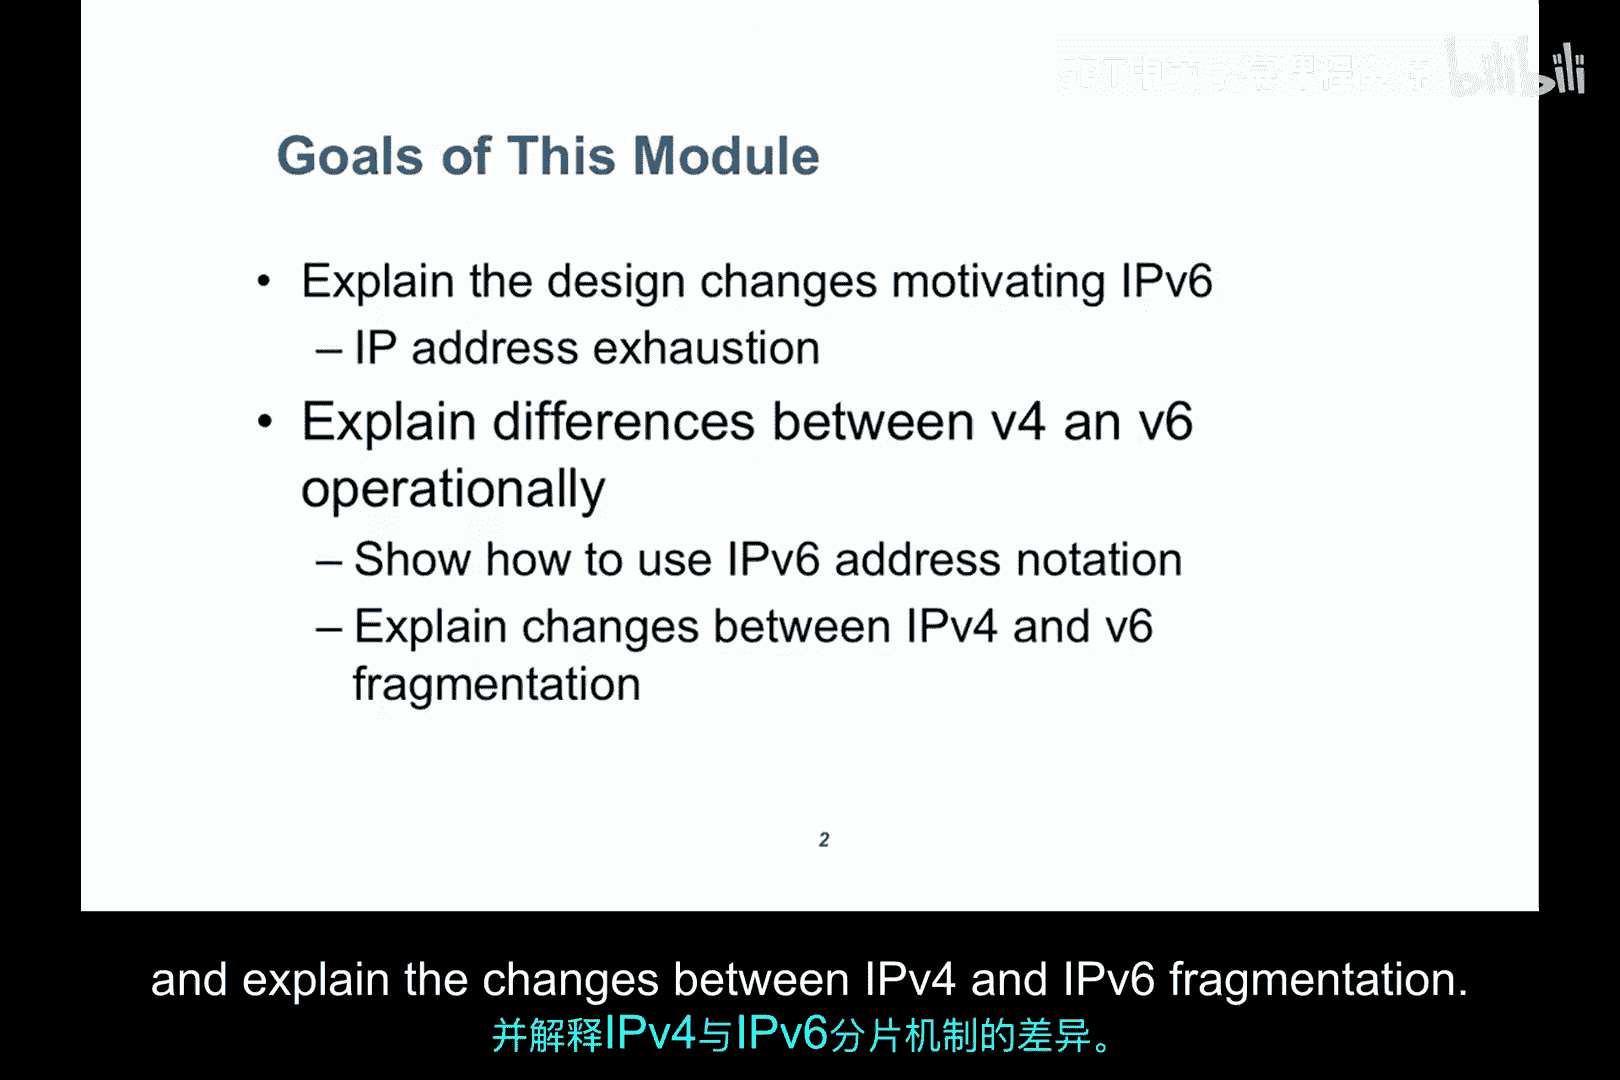 bilibili
Goals of This Module
• Explain the design changes motivating IPv6
– IP address exhaustion
• Explain differences between v4 an v6
operationally
– Show how to use IPv6 address notation
– Explain changes between IPv4 and v6
fragmentation
2
and explain the changes between IPv4 and IPv6 fragmentation.
并解释IPv4与IPv6分片机制的差异。